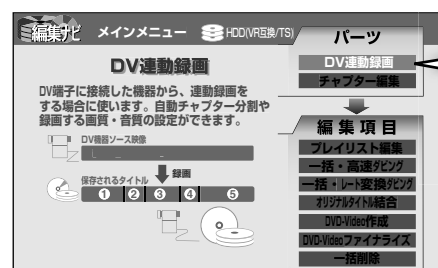 編集ナビ メインメニュー HDD(VR互換/TS)
DV連動録画
DV端子に接続した機器から、連動録画を
する場合に使います。自動チャプター分割や
録画する画質・音質の設定ができます。
DV機器ソース映像
録画
保存されるタイトル
1 2 3 4 5
パーツ
DV連動録画
チャプター編集
編集項目
プレイリスト編集
一括・高速ダビング
一括・レート変換ダビング
オリジナルタイトル結合
DVD-Video作成
DVD-Videoファイナライズ
一括削除